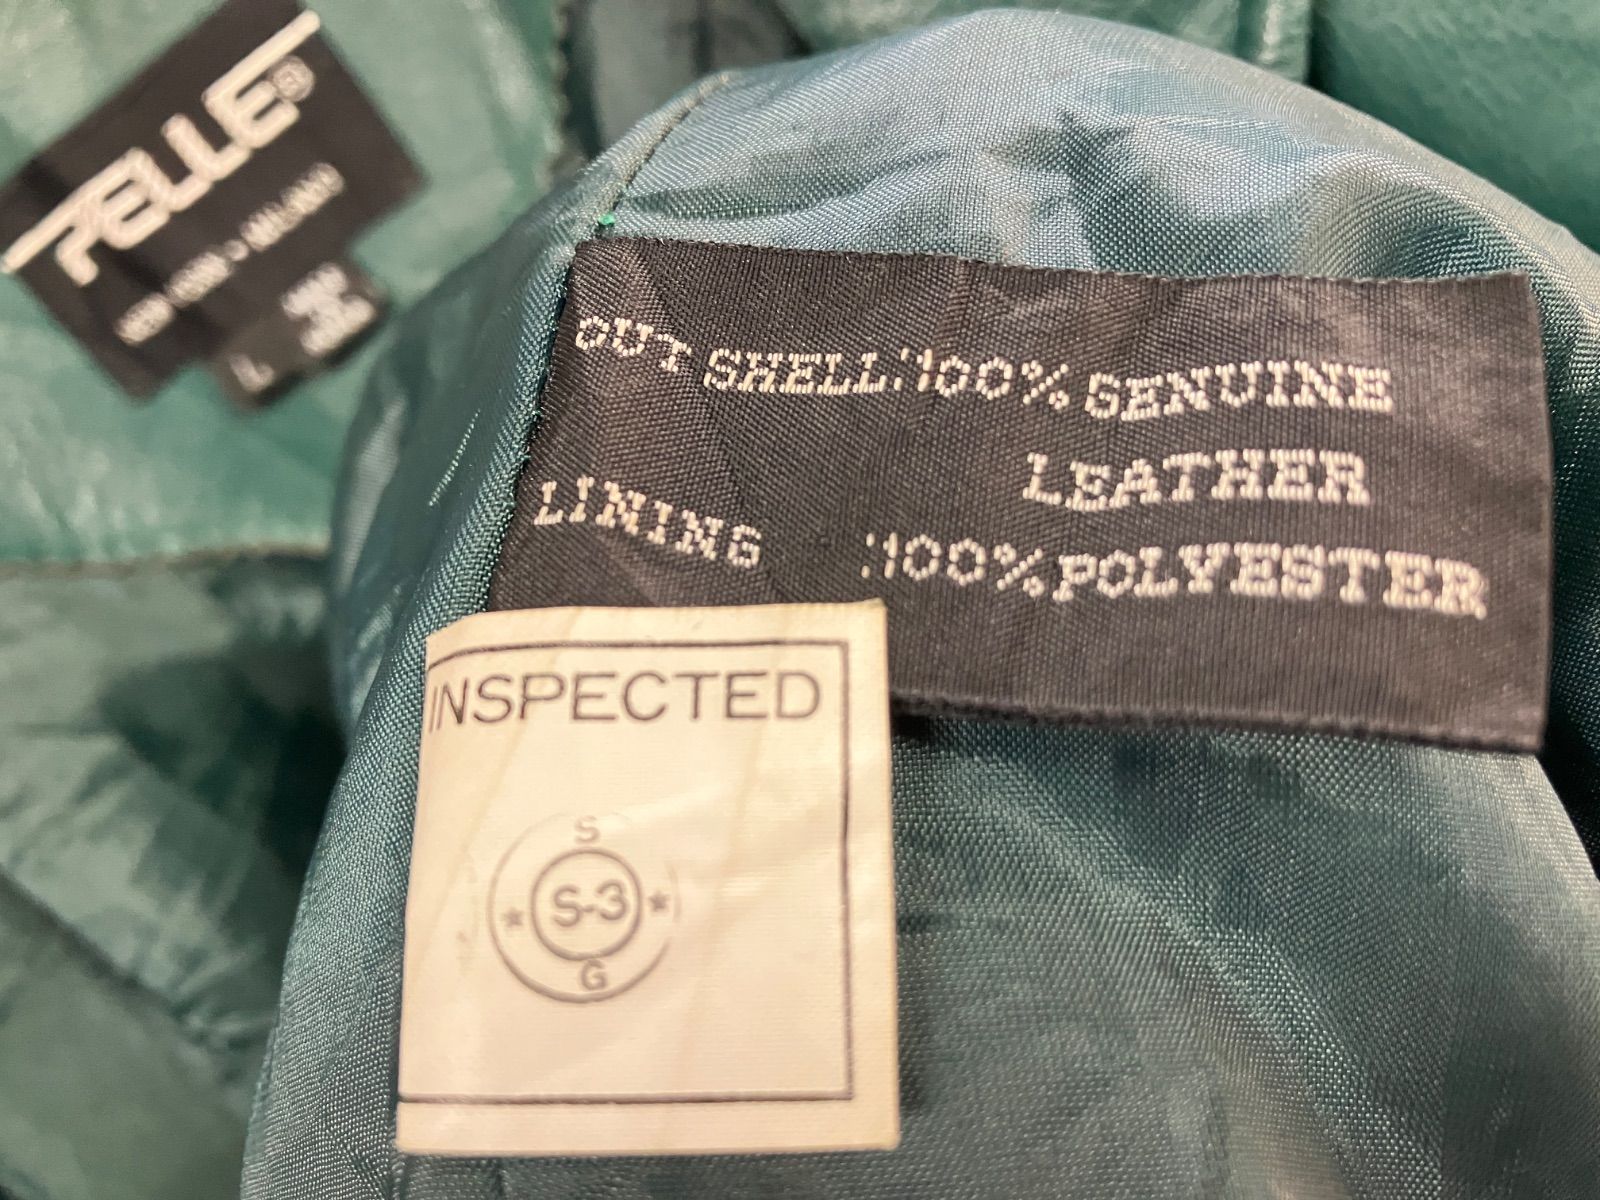 PELLE®
L
OUT SHELL:100% GENUINE
LEATHER
LINING :100% POLYESTER
INSPECTED
S
S-3
G